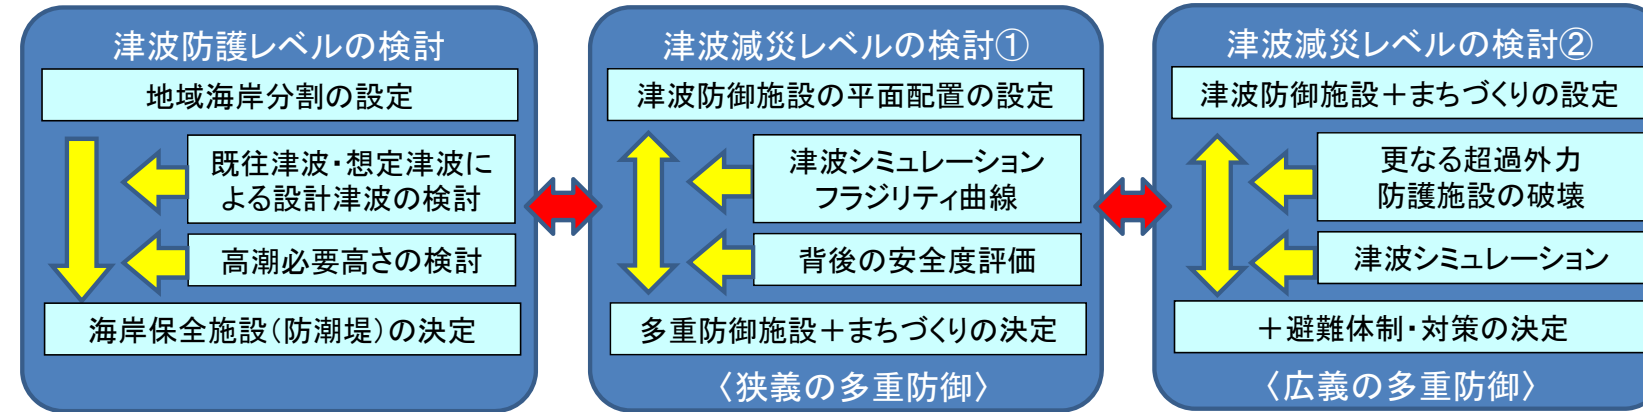 津波防護レベルの検討
地域海岸分割の設定
既往津波・想定津波に
よる設計津波の検討
高潮必要高さの検討
海岸保全施設（防潮堤）の決定
津波減災レベルの検討①
津波防御施設の平面配置の設定
津波シミュレーション
フラジリティ曲線
背後の安全度評価
多重防御施設＋まちづくりの決定
〈狭義の多重防御〉
津波減災レベルの検討②
津波防御施設＋まちづくりの設定
更なる超過外力
防護施設の破壊
津波シミュレーション
＋避難体制・対策の決定
〈広義の多重防御〉